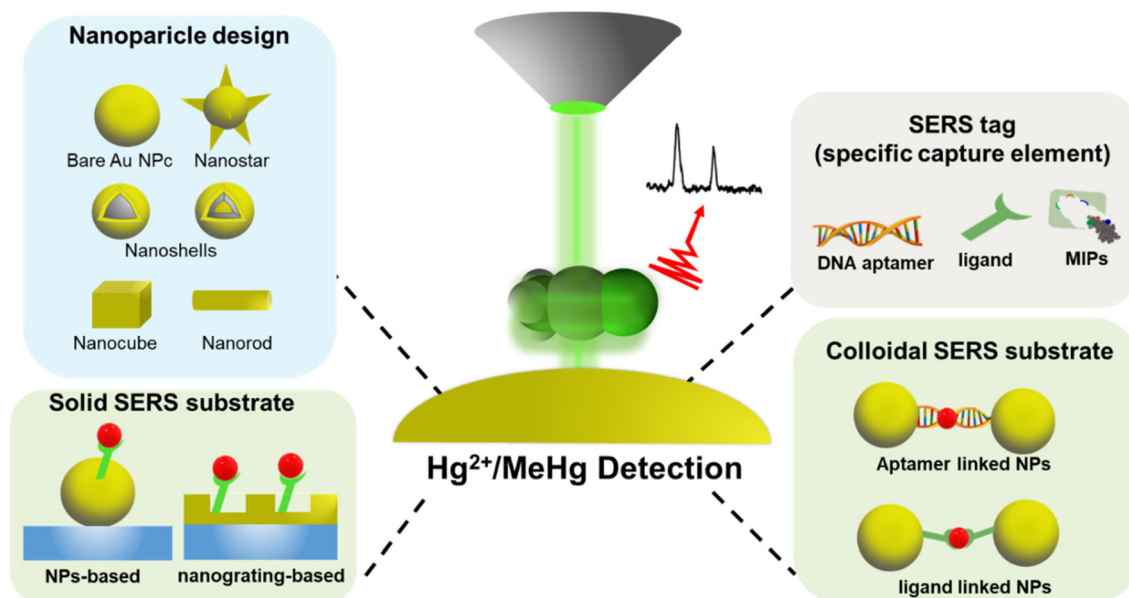 Nanoparicle design
Bare Au NPc
Nanostar
Nanoshells
Nanocube
Nanorod
Solid SERS substrate
NPs-based
nanograting-based
Hg²⁺/MeHg Detection
SERS tag
(specific capture element)
DNA aptamer
ligand
MIPs
Colloidal SERS substrate
Aptamer linked NPs
ligand linked NPs